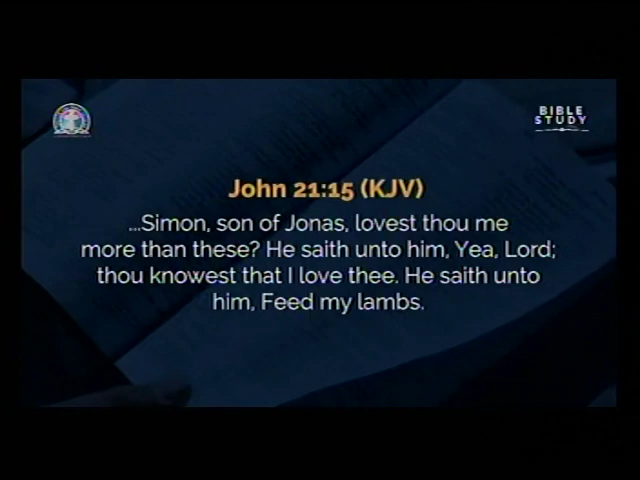 BIBLE
STUDY
John 21:15 (KJV)
...Simon, son of Jonas, lovest thou me
more than these? He saith unto him, Yea, Lord;
thou knowest that I love thee. He saith unto
him, Feed my lambs.